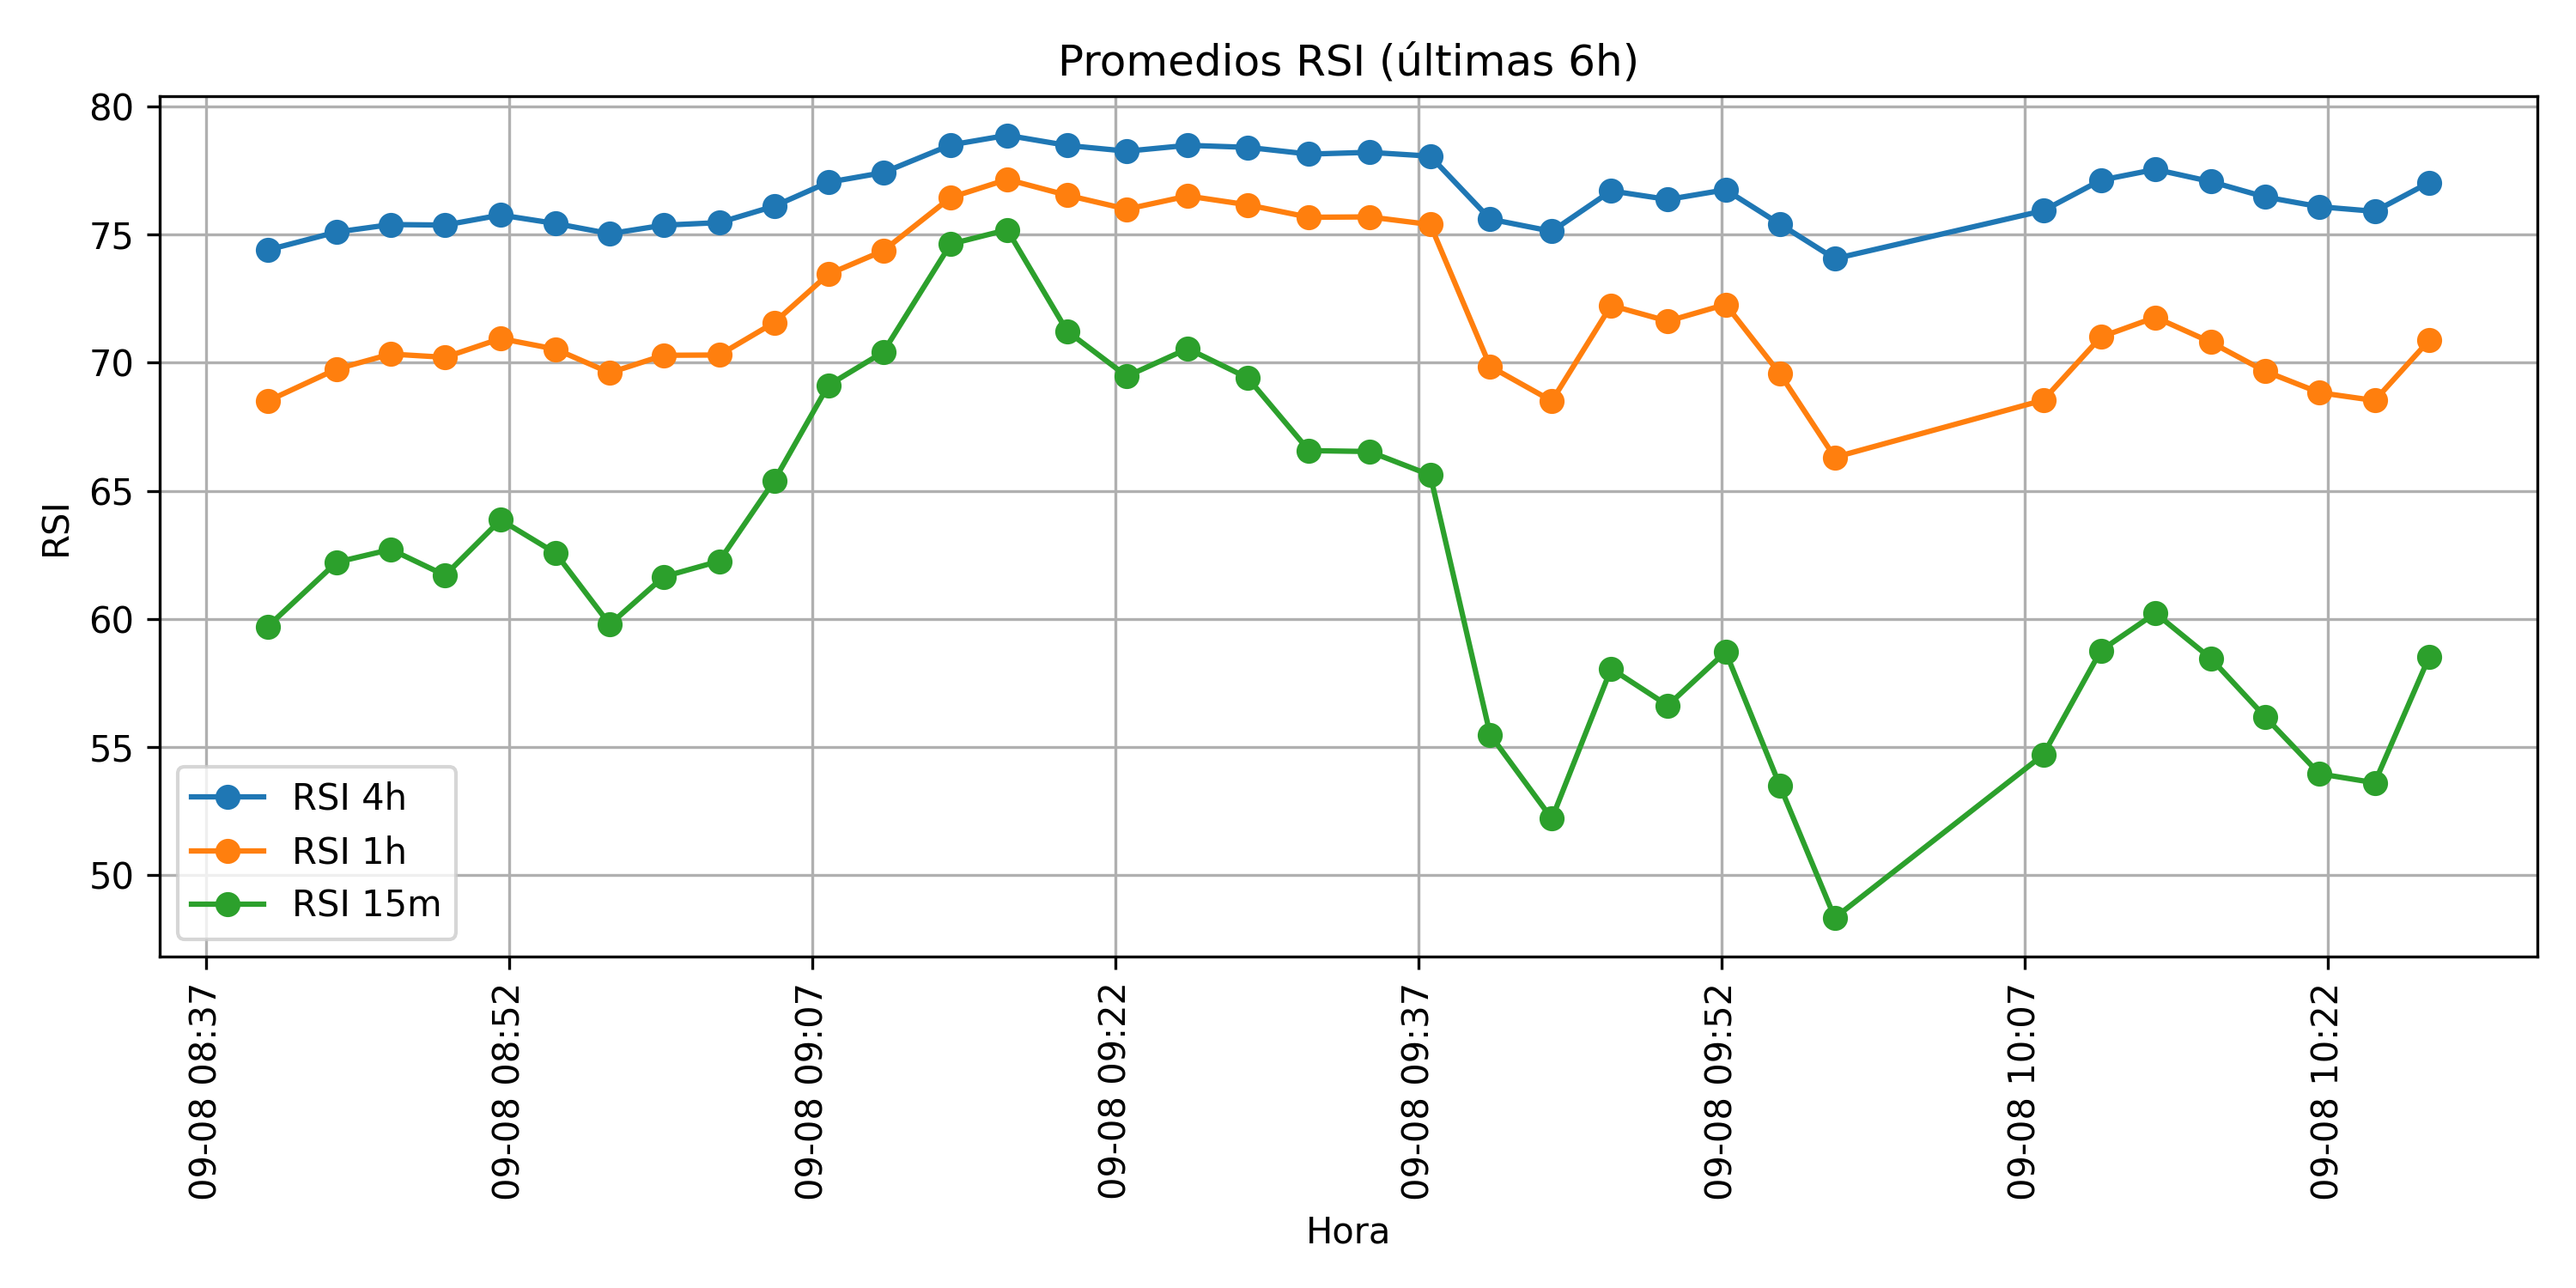 Promedios RSI (últimas 6h)
80
75
70
65
60
55
50
RSI
RSI 4h
RSI 1h
RSI 15m
09-08 08:37
09-08 08:52
09-08 09:07
09-08 09:22
09-08 09:37
09-08 09:52
09-08 10:07
09-08 10:22
Hora